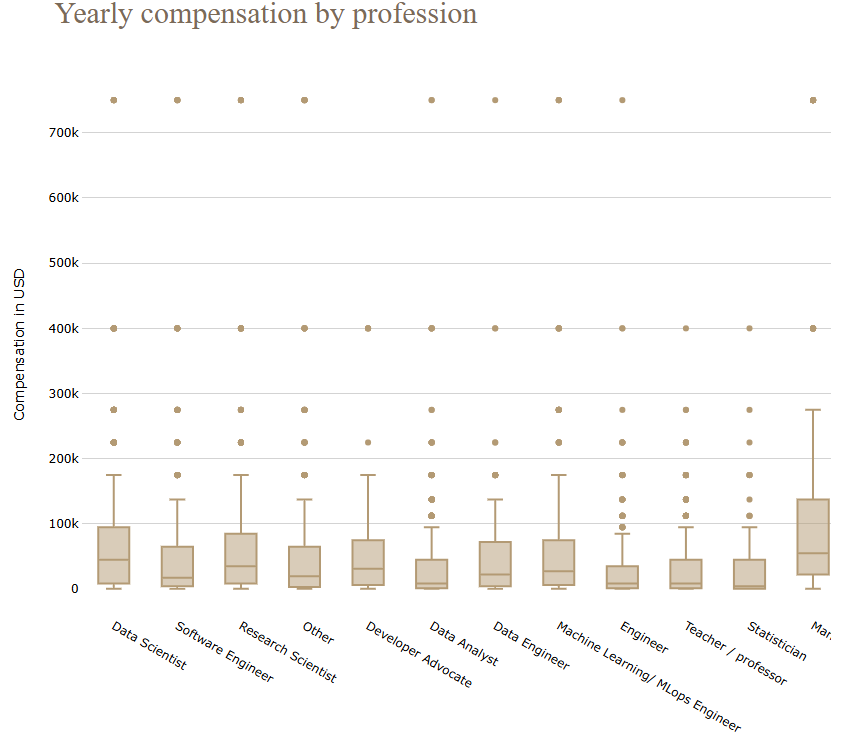 Yearly compensation by profession
Compensation in USD
700k
600k
500k
400k
300k
200k
100k
0
Data Scientist
Software Engineer
Research Scientist
Other
Developer Advocate
Data Analyst
Data Engineer
Machine Learning/ MLops Engineer
Engineer
Teacher / professor
Statistician